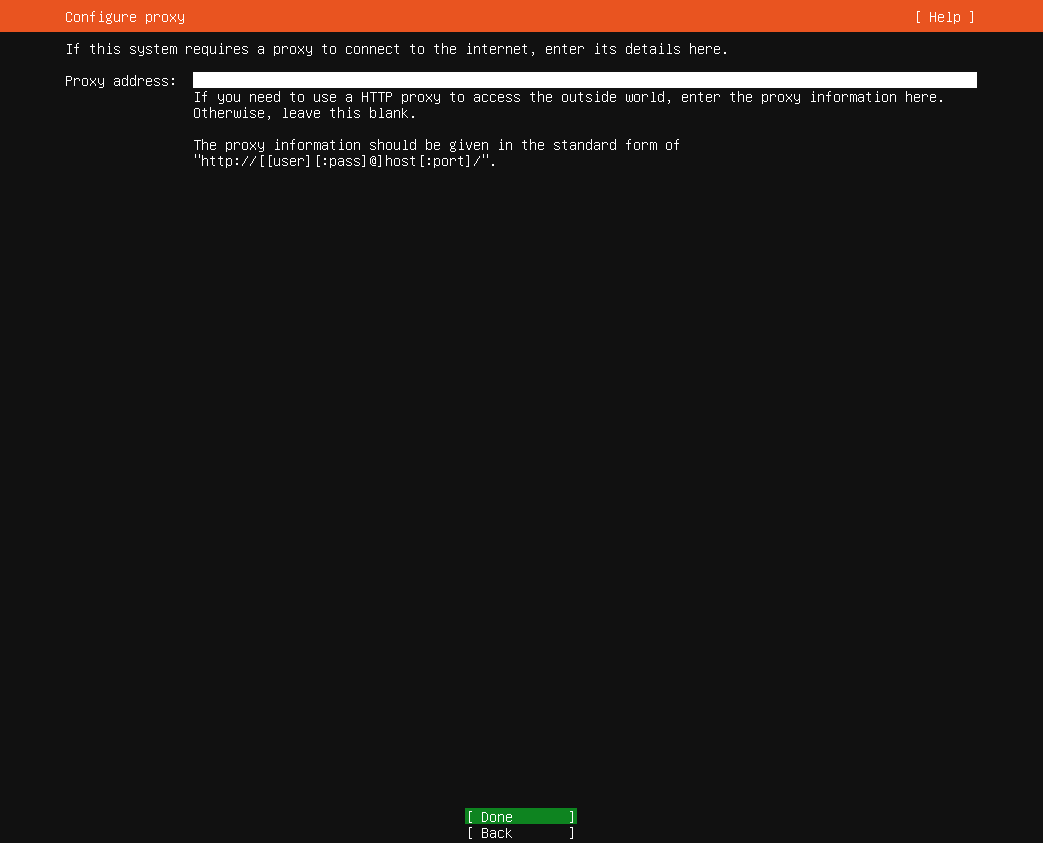 Configure proxy [ Help ]
If this system requires a proxy to connect to the internet, enter its details here.
Proxy address:
If you need to use a HTTP proxy to access the outside world, enter the proxy information here.
Otherwise, leave this blank.
The proxy information should be given in the standard form of
"http://[[user][:pass]@]host[:port]/".
[ Done ]
[ Back ]